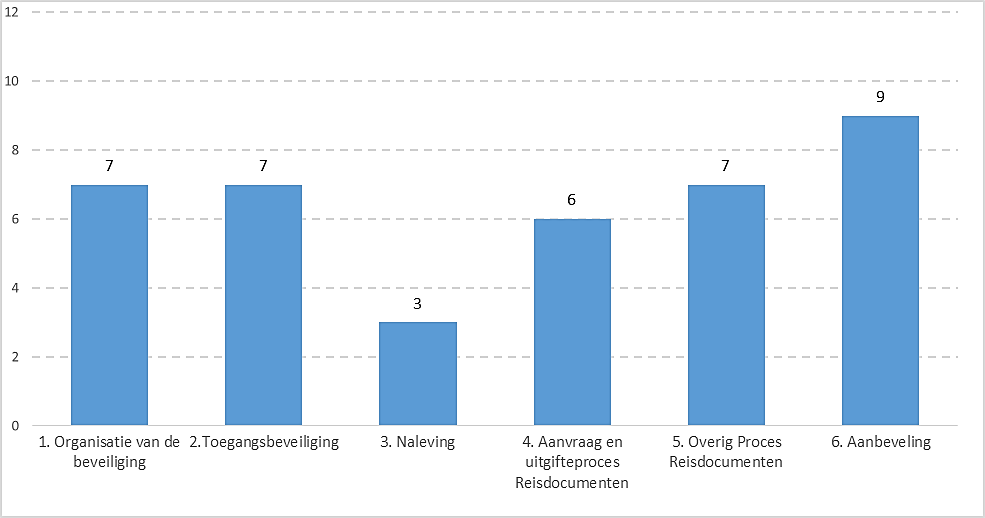 12
10
8
6
4
2
0
7
7
3
6
7
9
1. Organisatie van de
beveiliging
2.Toegangsbeveiliging
3. Naleving
4. Aanvraag en
uitgifteproces
Reisdocumenten
5. Overig Proces
Reisdocumenten
6. Aanbeveling